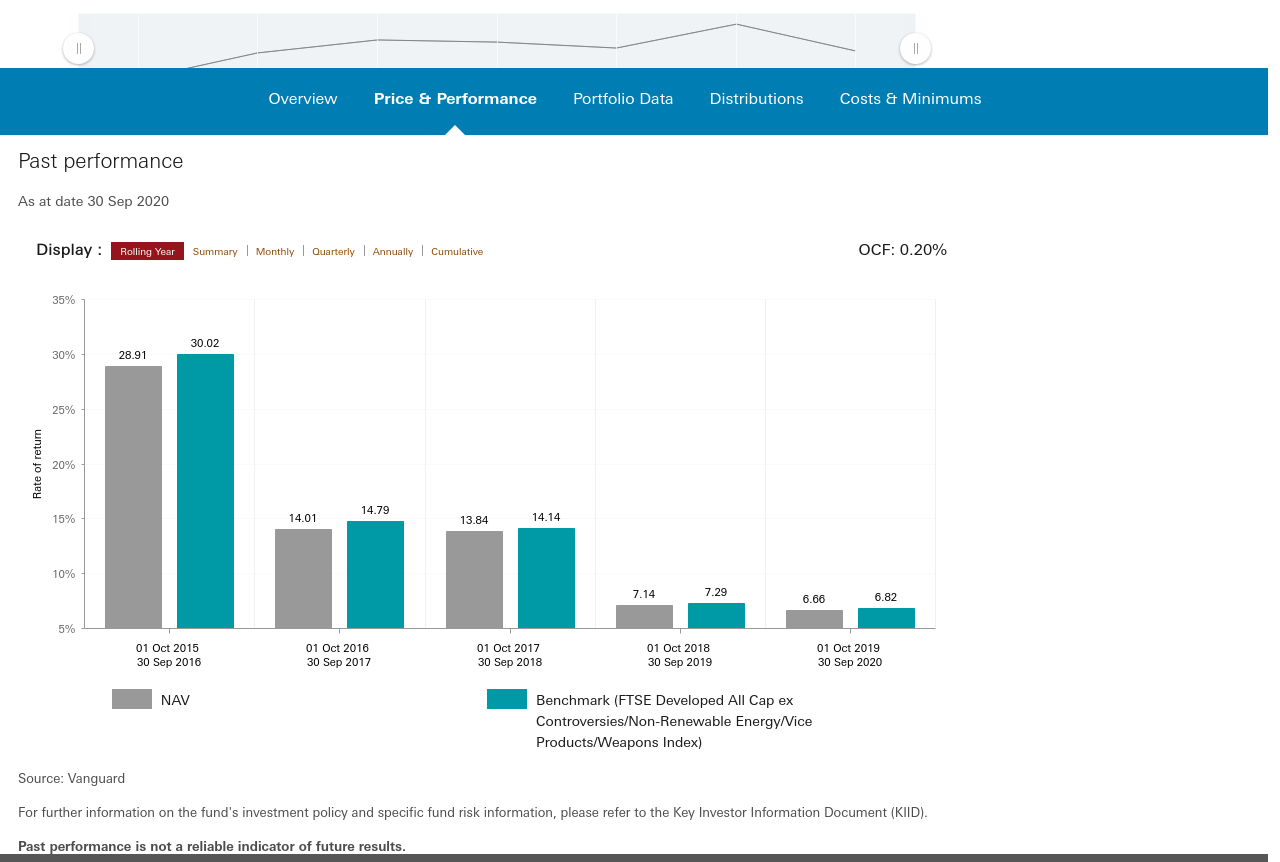 Overview Price & Performance Portfolio Data Distributions Costs & Minimums
Past performance
As at date 30 Sep 2020
Display : Rolling Year Summary Monthly Quarterly Annually Cumulative OCF: 0.20%
35%
30%
25%
20%
15%
10%
5%
Rate of return
28.91 30.02
14.01 14.79
13.84 14.14
7.14 7.29
6.66 6.82
01 Oct 2015
30 Sep 2016
01 Oct 2016
30 Sep 2017
01 Oct 2017
30 Sep 2018
01 Oct 2018
30 Sep 2019
01 Oct 2019
30 Sep 2020
NAV
Benchmark (FTSE Developed All Cap ex
Controversies/Non-Renewable Energy/Vice
Products/Weapons Index)
Source: Vanguard
For further information on the fund's investment policy and specific fund risk information, please refer to the Key Investor Information Document (KIID).
Past performance is not a reliable indicator of future results.